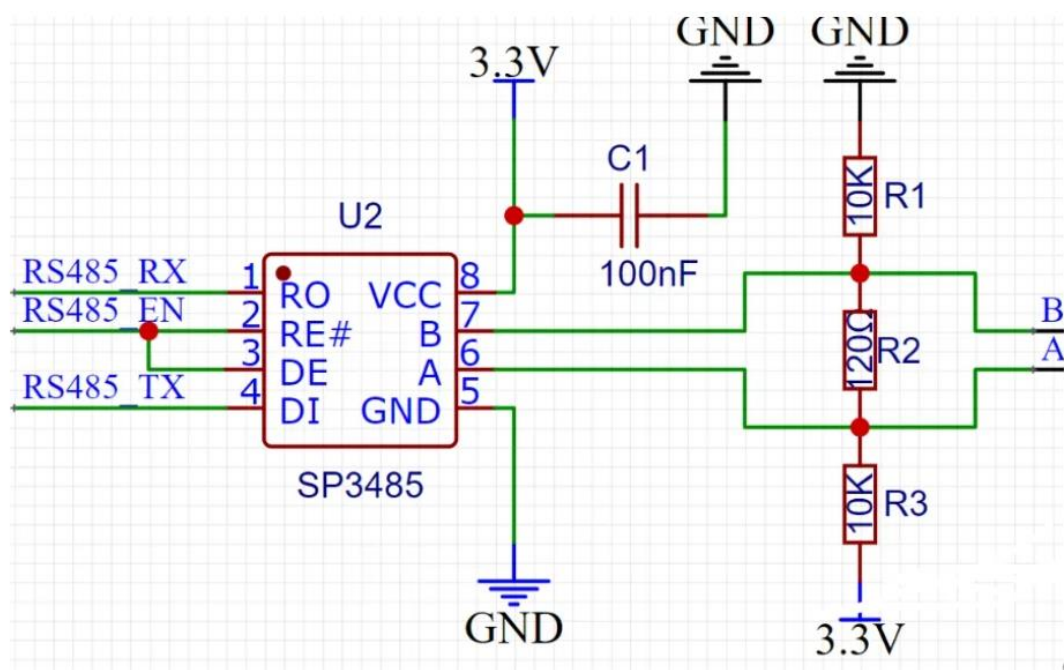 GND GND
3.3V
C1
10K R1
U2
100nF
RS485_RX 1 RO VCC 8
RS485_EN 2 RE# B 7 B
3 DE A 6 120Ω R2 A
RS485_TX 4 DI GND 5
SP3485
10K R3
GND
3.3V